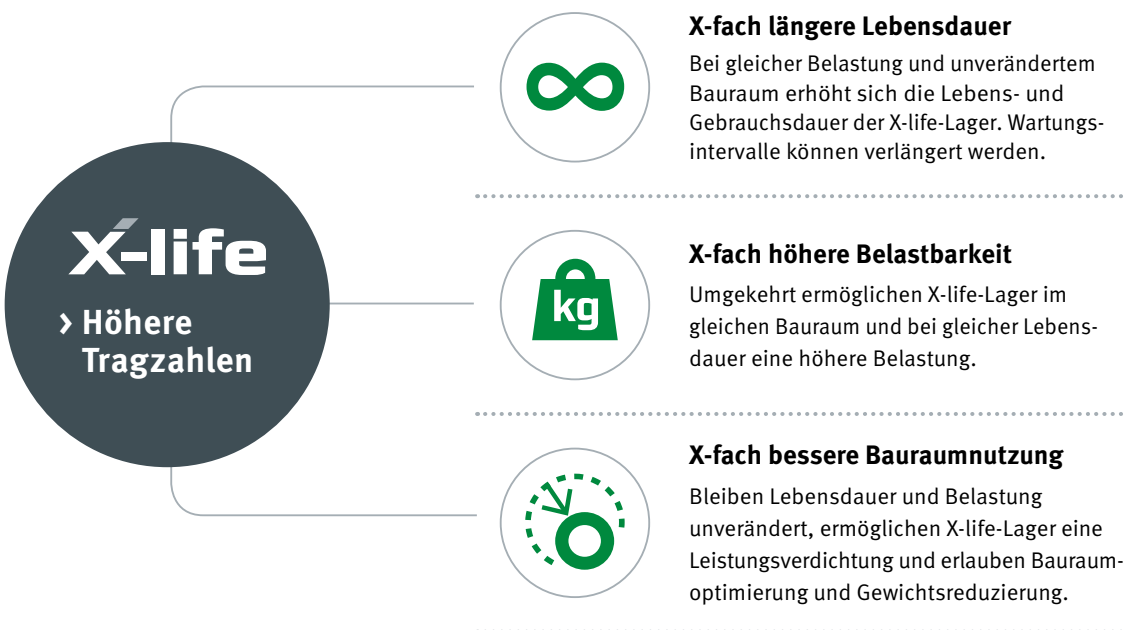 X-life
› Höhere
Tragzahlen
X-fach längere Lebensdauer
Bei gleicher Belastung und unverändertem
Bauraum erhöht sich die Lebens- und
Gebrauchsdauer der X-life-Lager. Wartungs-
intervalle können verlängert werden.
kg
X-fach höhere Belastbarkeit
Umgekehrt ermöglichen X-life-Lager im
gleichen Bauraum und bei gleicher Lebens-
dauer eine höhere Belastung.
X-fach bessere Bauraumnutzung
Bleiben Lebensdauer und Belastung
unverändert, ermöglichen X-life-Lager eine
Leistungsverdichtung und erlauben Bauraum-
optimierung und Gewichtsreduzierung.